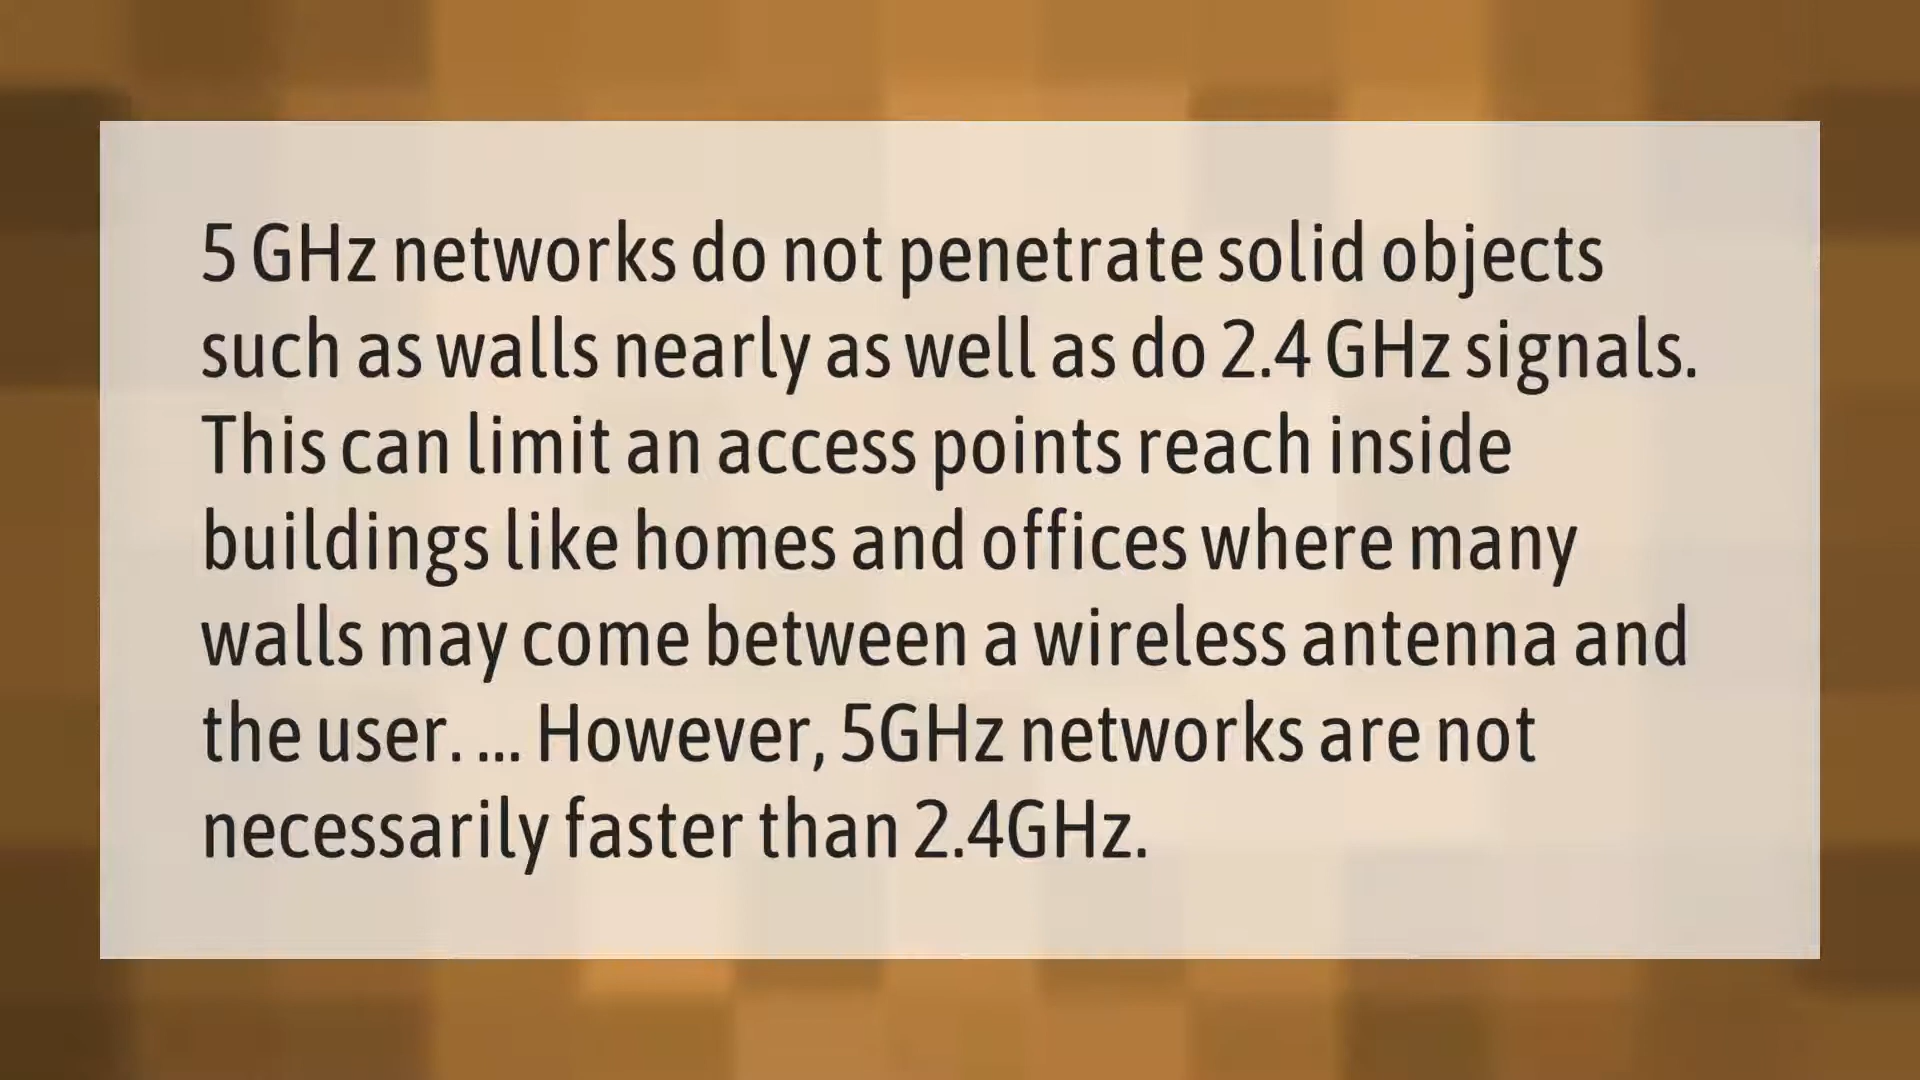 5 GHz networks do not penetrate solid objects
such as walls nearly as well as do 2.4 GHz signals.
This can limit an access points reach inside
buildings like homes and offices where many
walls may come between a wireless antenna and
the user. ... However, 5GHz networks are not
necessarily faster than 2.4GHz.